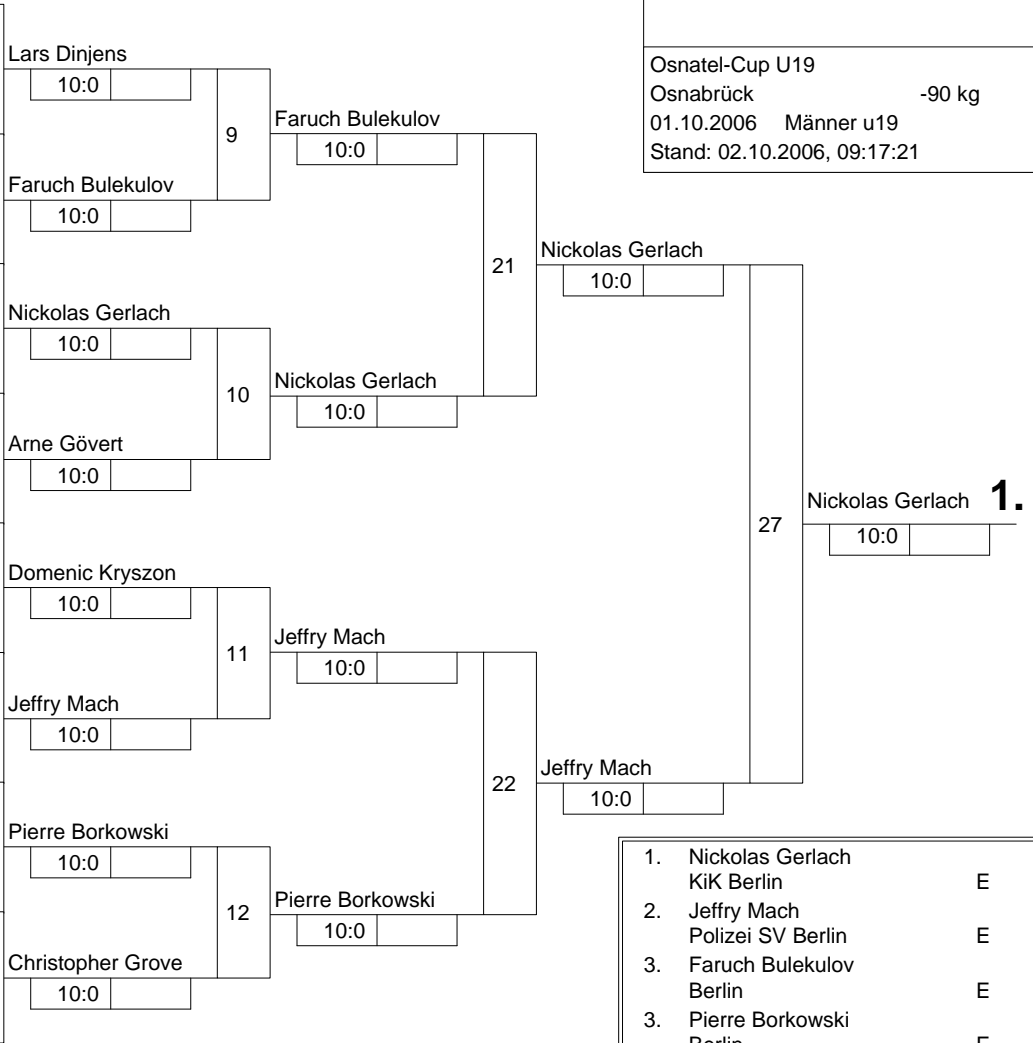 Osnatel-Cup U19
Osnabrück -90 kg
01.10.2006 Männer u19
Stand: 02.10.2006, 09:17:21
Lars Dinjens
10:0
9
Faruch Bulekulov
10:0
Faruch Bulekulov
10:0
21
Nickolas Gerlach
10:0
Nickolas Gerlach
10:0
10
Nickolas Gerlach
10:0
Arne Gövert
10:0
27
Nickolas Gerlach 1.
10:0
Domenic Kryszon
10:0
11
Jeffry Mach
10:0
Jeffry Mach
10:0
22
Jeffry Mach
10:0
Pierre Borkowski
10:0
12
Pierre Borkowski
10:0
Christopher Grove
10:0
1. Nickolas Gerlach
KiK Berlin E
2. Jeffry Mach
Polizei SV Berlin E
3. Faruch Bulekulov
Berlin E
3. Pierre Borkowski
Berlin E